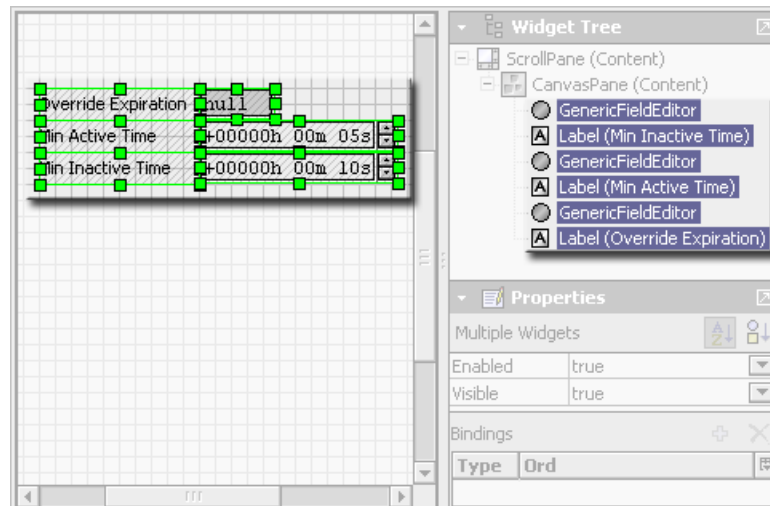 Override Expiration null
Min Active Time +00000h 00m 05s
Min Inactive Time +00000h 00m 10s
Widget Tree
ScrollPane (Content)
CanvasPane (Content)
GenericFieldEditor
A Label (Min Inactive Time)
GenericFieldEditor
A Label (Min Active Time)
GenericFieldEditor
A Label (Override Expiration)
Properties
Multiple Widgets
Enabled true
Visible true
Bindings
Type Ord